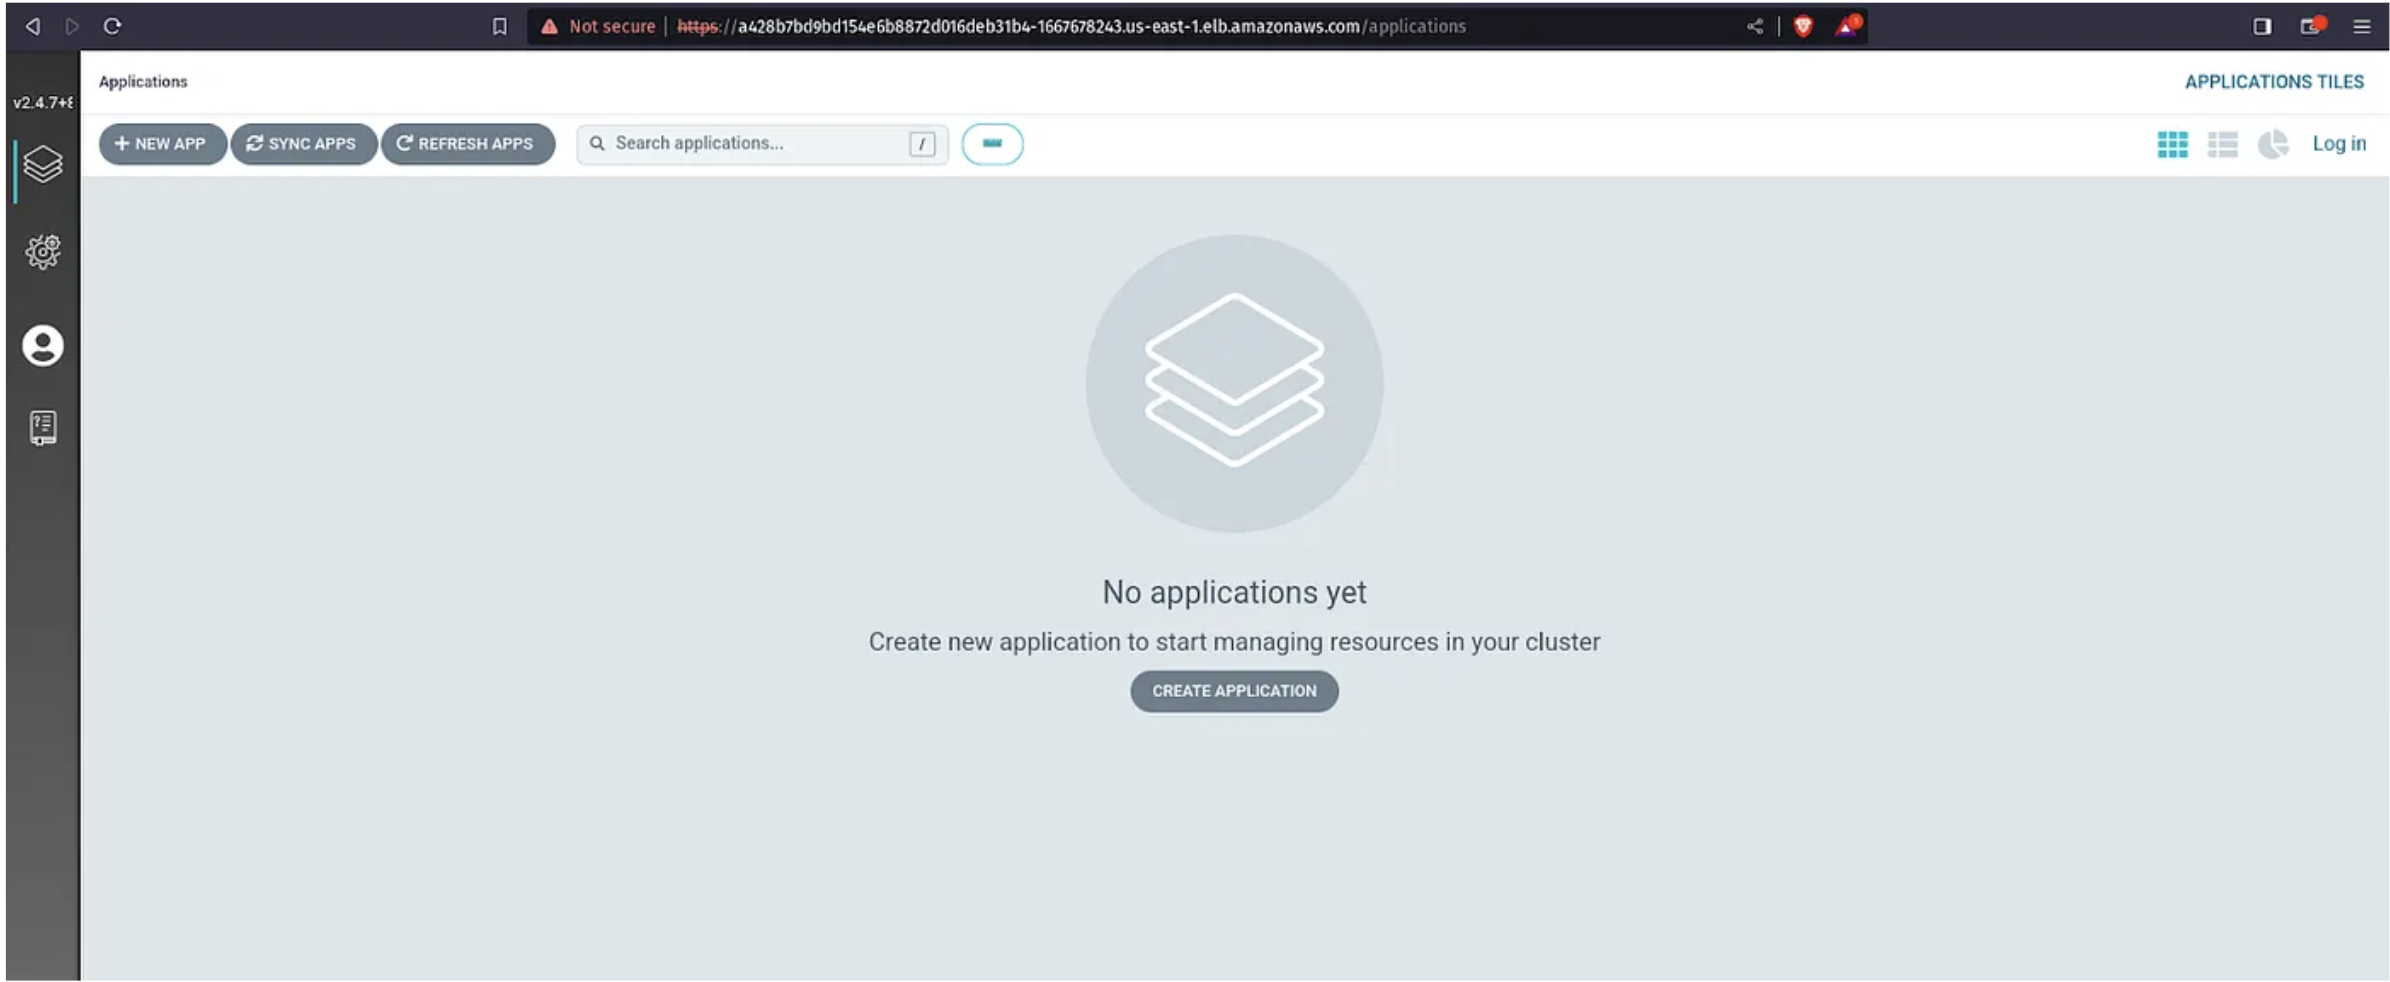 Not secure | https://a428b7bd9bd154e6b8872d016deb31b4-1667678243.us-east-1.elb.amazonaws.com/applications
v2.4.7+8
Applications
APPLICATIONS TILES
+ NEW APP
SYNC APPS
REFRESH APPS
Search applications...
/
Log in
No applications yet
Create new application to start managing resources in your cluster
CREATE APPLICATION